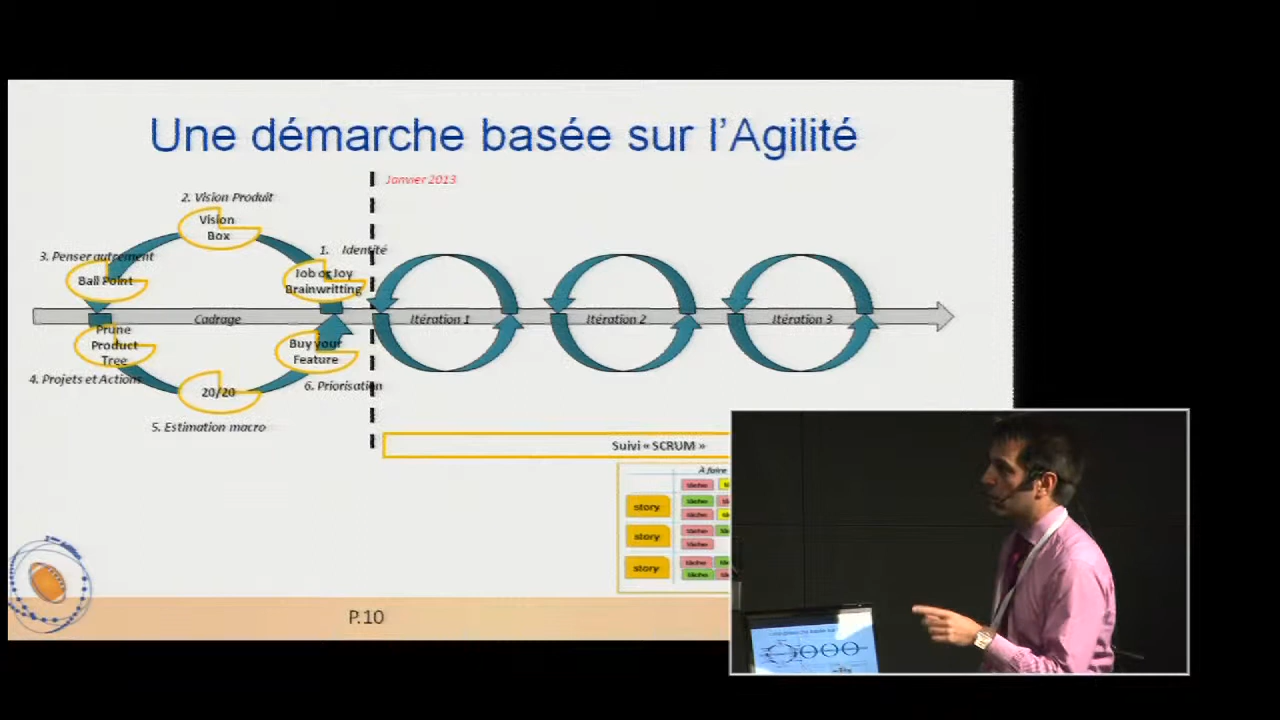 Une démarche basée sur l'Agilité
Janvier 2013
2. Vision Produit
Vision
Box
3. Penser autrement
1. Identité
Ball Point
Job or Joy
Brainwritting
Cadrage
Itération 1
Itération 2
Itération 3
Prune
Product
Tree
Buy your
Feature
4. Projets et Actions
20/20
6. Priorisation
5. Estimation macro
Suivi « SCRUM »
À faire
story
story
story
P.10